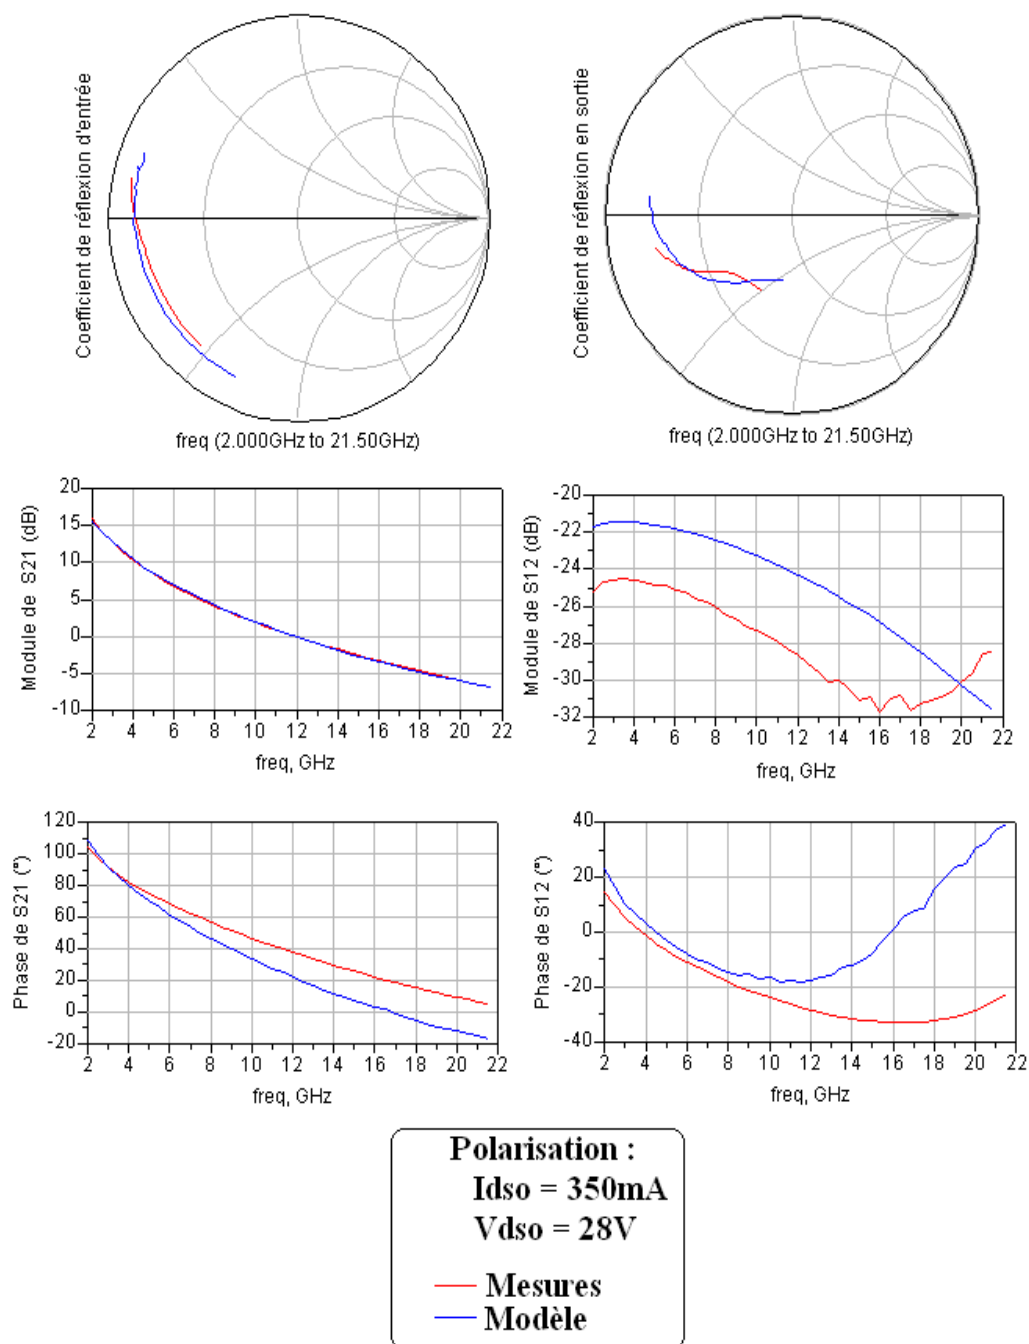 Coefficient de réflexion d'entrée
freq (2.000GHz to 21.50GHz)
Coefficient de réflexion en sortie
freq (2.000GHz to 21.50GHz)
Module de S21 (dB)
20
15
10
5
0
-5
-10
2 4 6 8 10 12 14 16 18 20 22
freq, GHz
Module de S12 (dB)
-20
-22
-24
-26
-28
-30
-32
2 4 6 8 10 12 14 16 18 20 22
freq, GHz
Phase de S21 (°)
120
100
80
60
40
20
0
-20
2 4 6 8 10 12 14 16 18 20 22
freq, GHz
Phase de S12 (°)
40
20
0
-20
-40
2 4 6 8 10 12 14 16 18 20 22
freq, GHz
Polarisation :
Idso = 350mA
Vdso = 28V
Mesures
Modèle